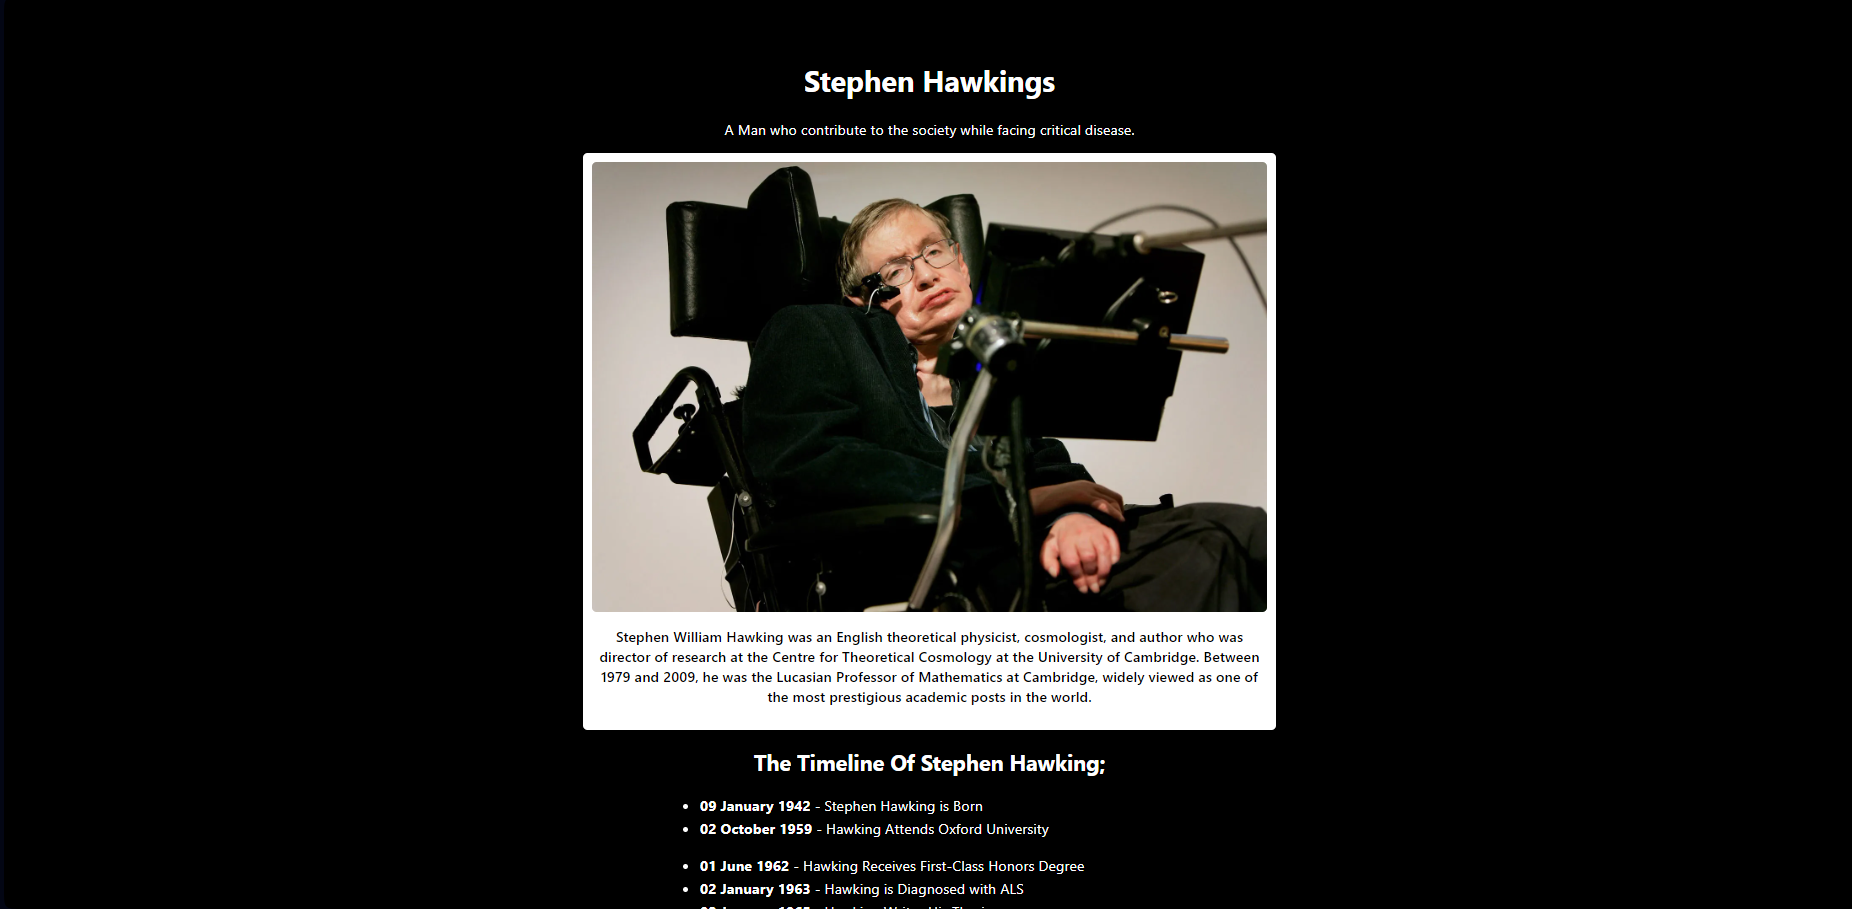 Stephen Hawkings
A Man who contribute to the society while facing critical disease.
Stephen William Hawking was an English theoretical physicist, cosmologist, and author who was
director of research at the Centre for Theoretical Cosmology at the University of Cambridge. Between
1979 and 2009, he was the Lucasian Professor of Mathematics at Cambridge, widely viewed as one of
the most prestigious academic posts in the world.
The Timeline Of Stephen Hawking;
• 09 January 1942 - Stephen Hawking is Born
• 02 October 1959 - Hawking Attends Oxford University
• 01 June 1962 - Hawking Receives First-Class Honors Degree
• 02 January 1963 - Hawking is Diagnosed with ALS